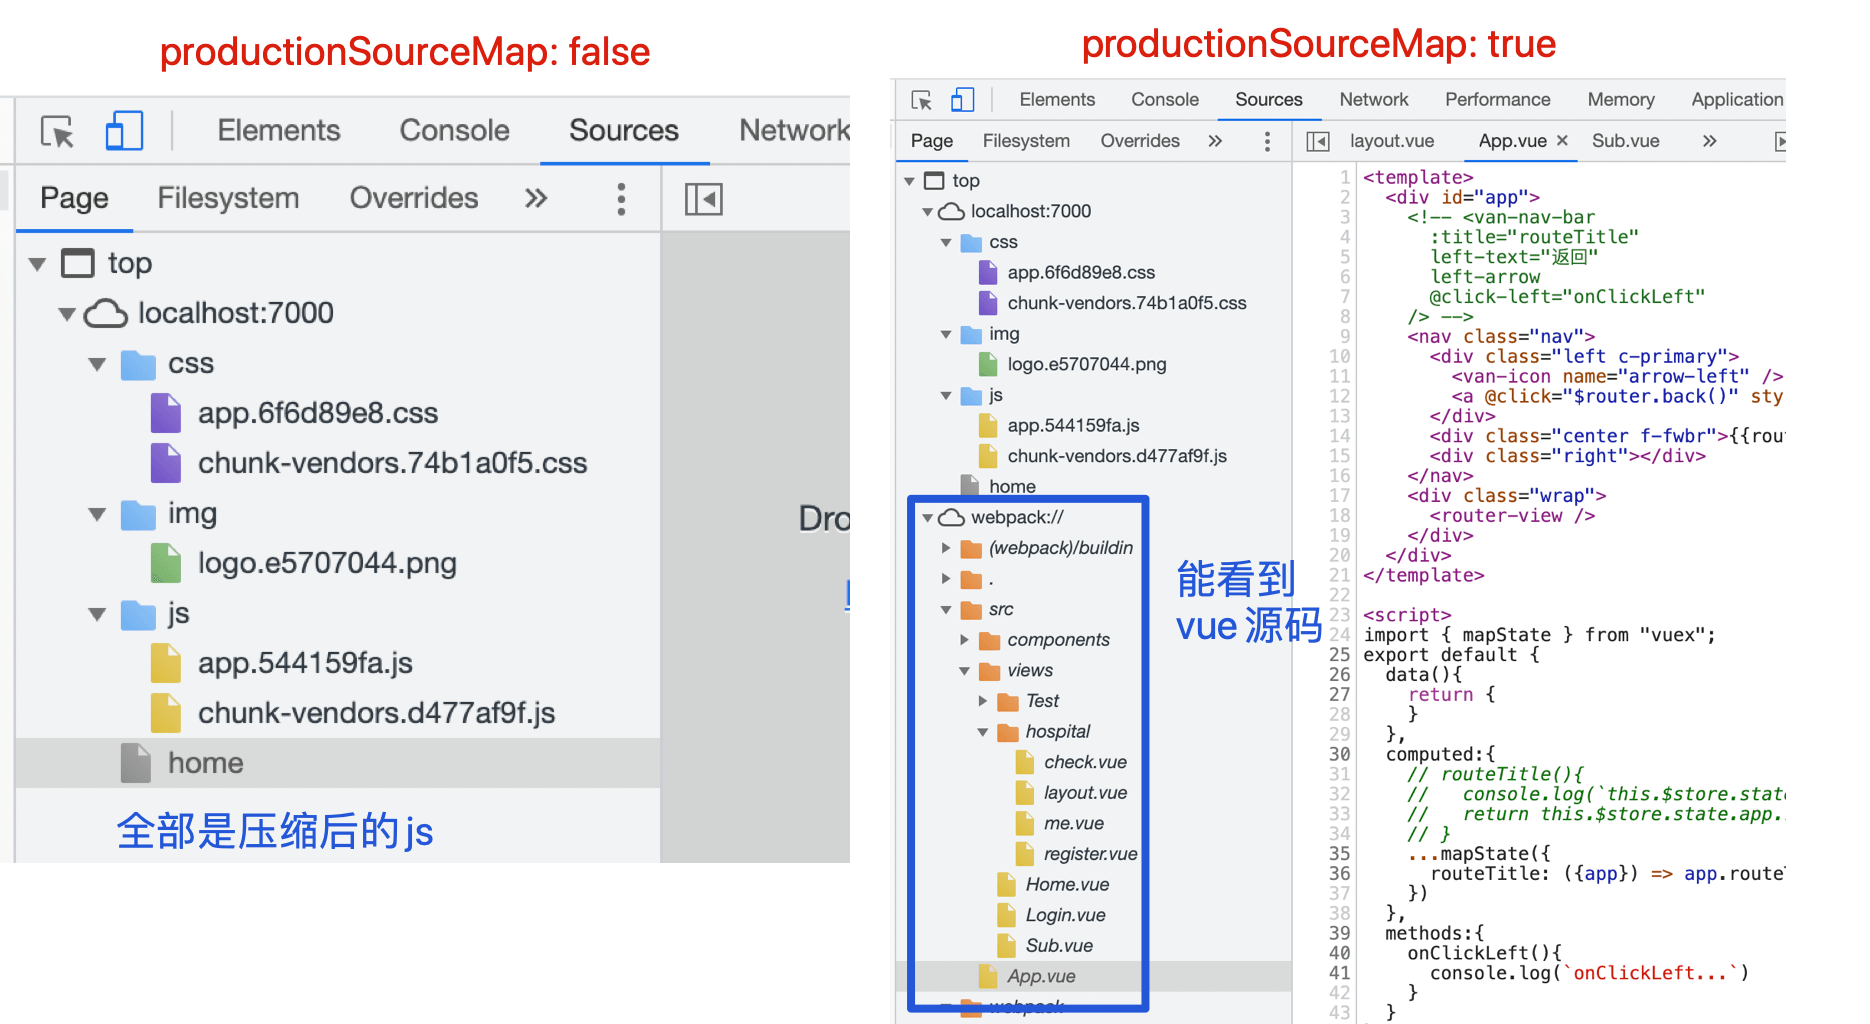 productionSourceMap: false
Elements Console Sources Network
Page Filesystem Overrides »
top
localhost:7000
css
app.6f6d89e8.css
chunk-vendors.74b1a0f5.css
img
logo.e5707044.png
js
app.544159fa.js
chunk-vendors.d477af9f.js
home
全部是压缩后的js
Dro
productionSourceMap: true
Elements Console Sources Network Performance Memory Application
Page Filesystem Overrides »
layout.vue App.vue × Sub.vue »
top
localhost:7000
css
app.6f6d89e8.css
chunk-vendors.74b1a0f5.css
img
logo.e5707044.png
js
app.544159fa.js
chunk-vendors.d477af9f.js
home
webpack://
(webpack)/buildin
.
src
components
views
Test
hospital
check.vue
layout.vue
me.vue
register.vue
Home.vue
Login.vue
Sub.vue
App.vue
webpack
能看到
vue 源码
1 <template>
2 <div id="app">
3 <!-- <van-nav-bar
4 :title="routeTitle"
5 left-text="返回"
6 left-arrow
7 @click-left="onClickLeft"
8 /> -->
9 <nav class="nav">
10 <div class="left c-primary">
11 <van-icon name="arrow-left" />
12 <a @click="$router.back()" sty
13 </div>
14 <div class="center f-fwbr">{{rou
15 <div class="right"></div>
16 </nav>
17 <div class="wrap">
18 <router-view />
19 </div>
20 </div>
21 </template>
22
23 <script>
24 import { mapState } from "vuex";
25 export default {
26 data(){
27 return {
28 }
29 },
30 computed:{
31 // routeTitle(){
32 // console.log(`this.$store.stat
33 // return this.$store.state.app.
34 // }
35 ...mapState({
36 routeTitle: ({app}) => app.route
37 })
38 },
39 methods:{
40 onClickLeft(){
41 console.log(`onClickLeft...`)
42 }
43 }